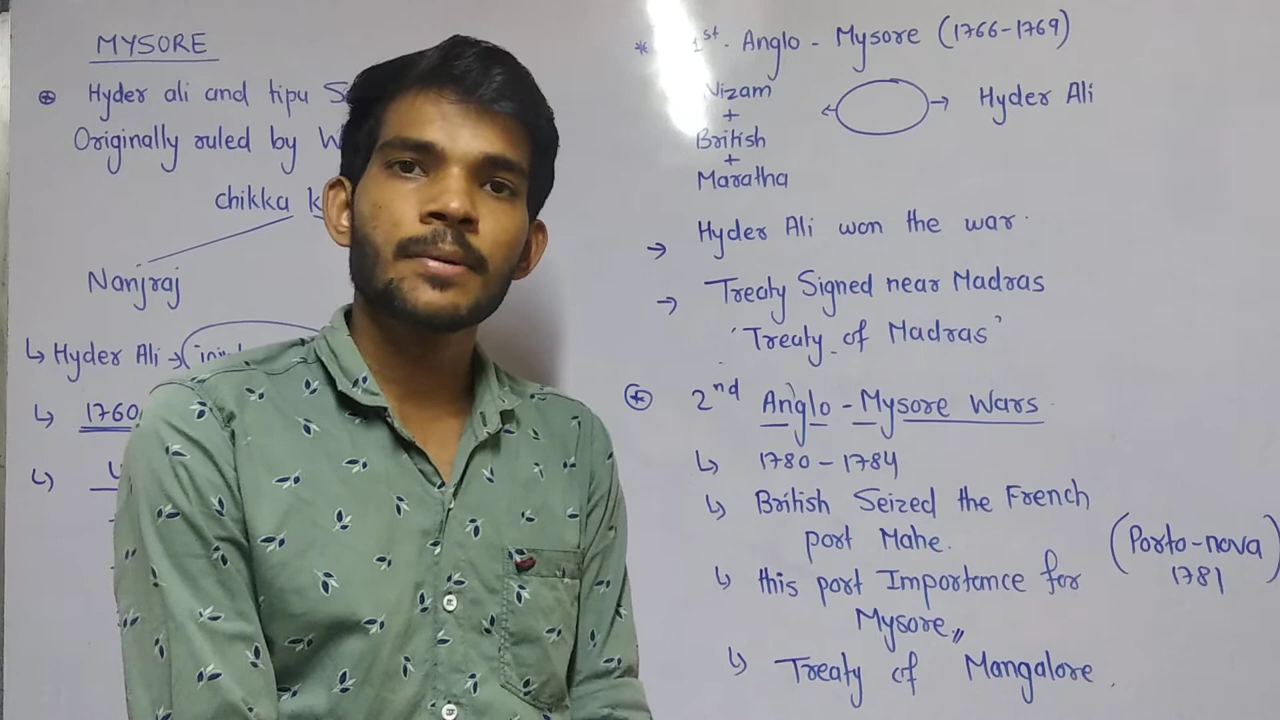 MYSORE
Hyder ali and tipu
Originally ruled by
chikka
Nanjraj
↳ Hyder Ali →
↳ 1760
* 1st. Anglo - Mysore (1766-1769)
Nizam
+
British
+
Maratha
← → Hyder Ali
→ Hyder Ali won the war.
→ Treaty Signed near Madras
'Treaty of Madras'
2nd Anglo - Mysore Wars
↳ 1780 - 1784
↳ British Seized the French
port Mahe.
(Porto-nova
1781)
↳ this port Importance for
Mysore,,
↳ Treaty of Mangalore.